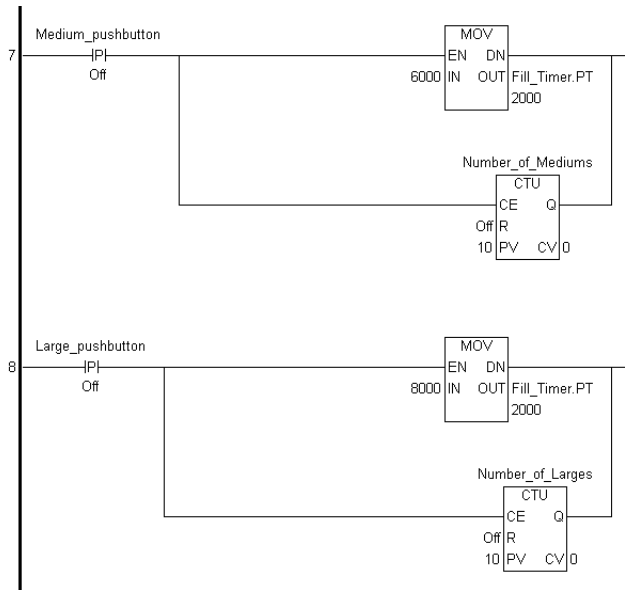 Medium_pushbutton
7
P
Off
MOV
EN DN
6000 IN OUT Fill_Timer.PT
2000
Number_of_Mediums
CTU
CE Q
Off R
10 PV CV 0
Large_pushbutton
8
P
Off
MOV
EN DN
8000 IN OUT Fill_Timer.PT
2000
Number_of_Larges
CTU
CE Q
Off R
10 PV CV 0